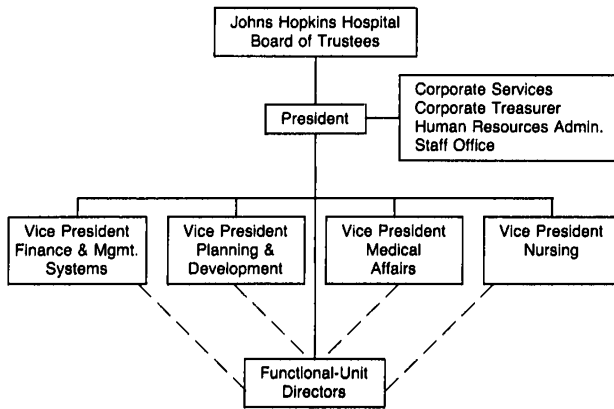 Johns Hopkins Hospital
Board of Trustees
President
Corporate Services
Corporate Treasurer
Human Resources Admin.
Staff Office
Vice President
Finance & Mgmt.
Systems
Vice President
Planning &
Development
Vice President
Medical
Affairs
Vice President
Nursing
Functional-Unit
Directors